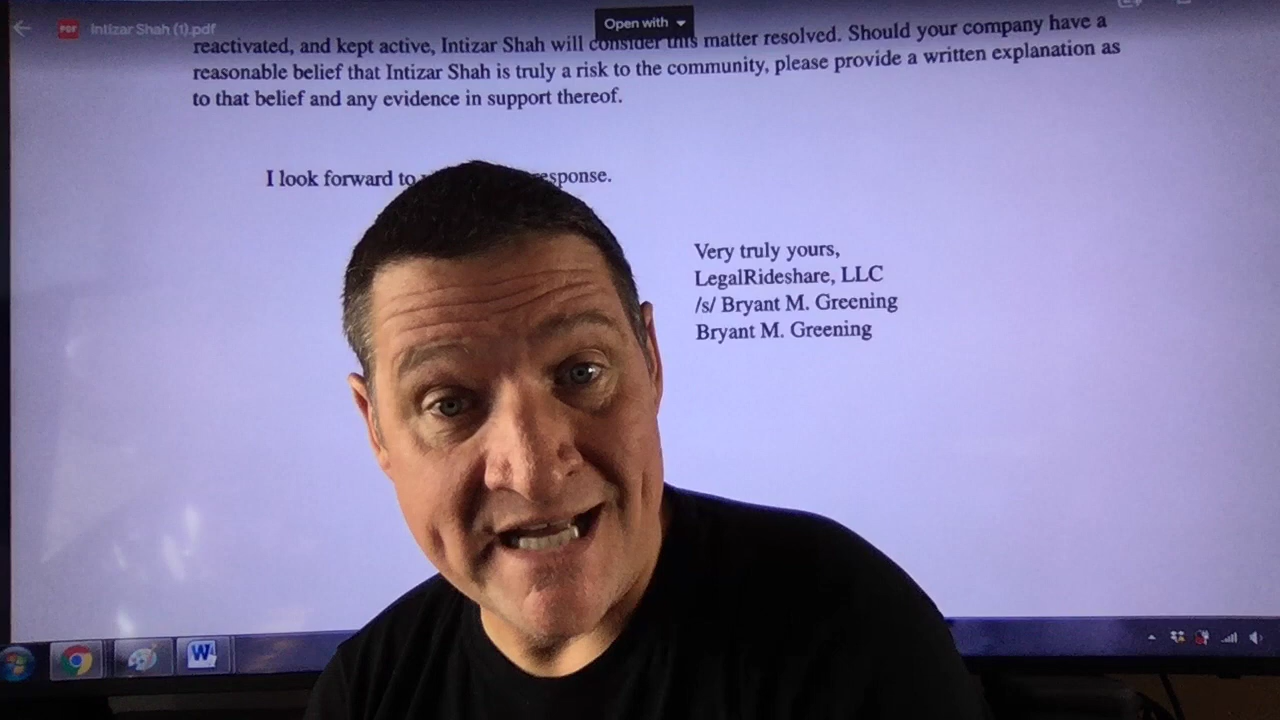 Intizar Shah (1).pdf
Open with
reactivated, and kept active, Intizar Shah will consider this matter resolved. Should your company have a
reasonable belief that Intizar Shah is truly a risk to the community, please provide a written explanation as
to that belief and any evidence in support thereof.
I look forward to
Very truly yours,
LegalRideshare, LLC
/s/ Bryant M. Greening
Bryant M. Greening